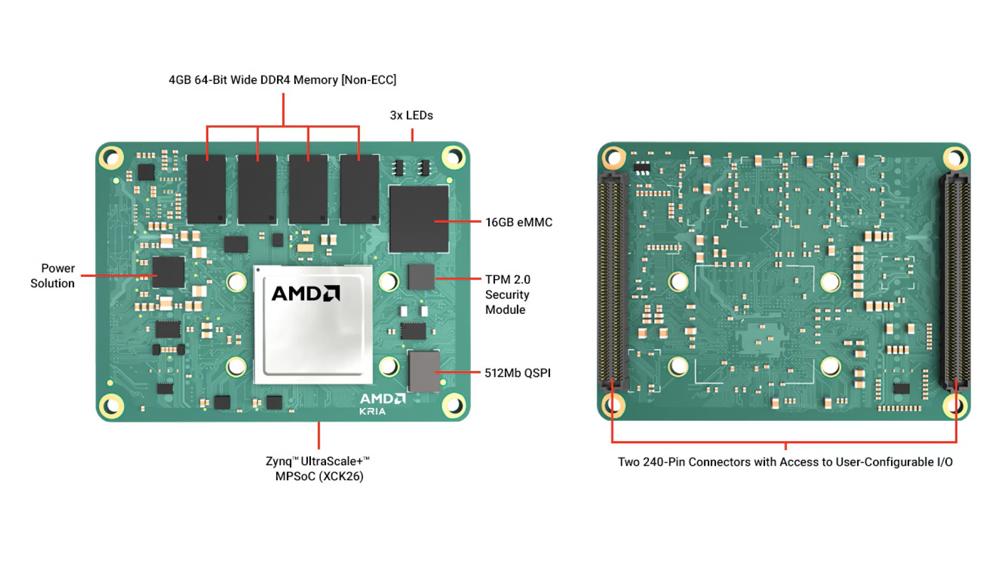 4GB 64-Bit Wide DDR4 Memory [Non-ECC]
3x LEDs
16GB eMMC
Power
Solution
TPM 2.0
Security
Module
AMD
512Mb QSPI
AMD
KRIA
Zynq™ UltraScale+™
MPSoC (XCK26)
Two 240-Pin Connectors with Access to User-Configurable I/O